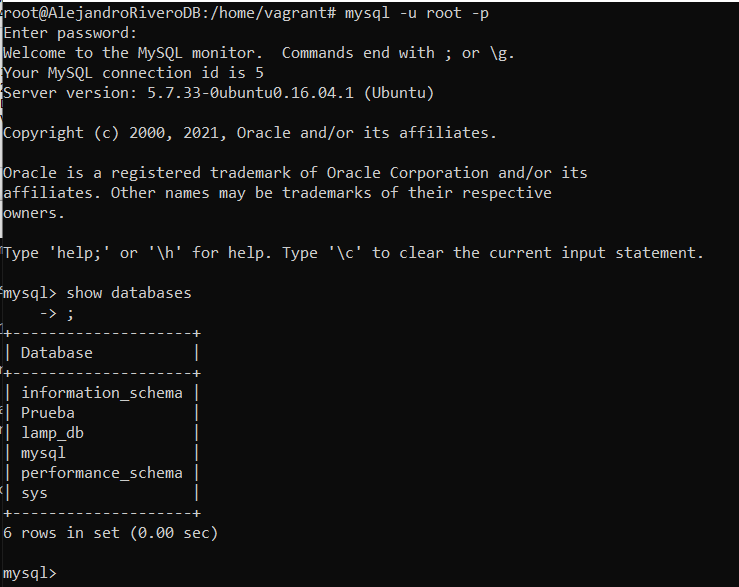 root@AlejandroRiveroDB:/home/vagrant# mysql -u root -p
Enter password:
Welcome to the MySQL monitor.  Commands end with ; or \g.
Your MySQL connection id is 5
Server version: 5.7.33-0ubuntu0.16.04.1 (Ubuntu)

Copyright (c) 2000, 2021, Oracle and/or its affiliates.

Oracle is a registered trademark of Oracle Corporation and/or its
affiliates. Other names may be trademarks of their respective
owners.

Type 'help;' or '\h' for help. Type '\c' to clear the current input statement.

mysql> show databases
    -> ;
+--------------------+
| Database           |
+--------------------+
| information_schema |
| Prueba             |
| lamp_db            |
| mysql              |
| performance_schema |
| sys                |
+--------------------+
6 rows in set (0.00 sec)

mysql>